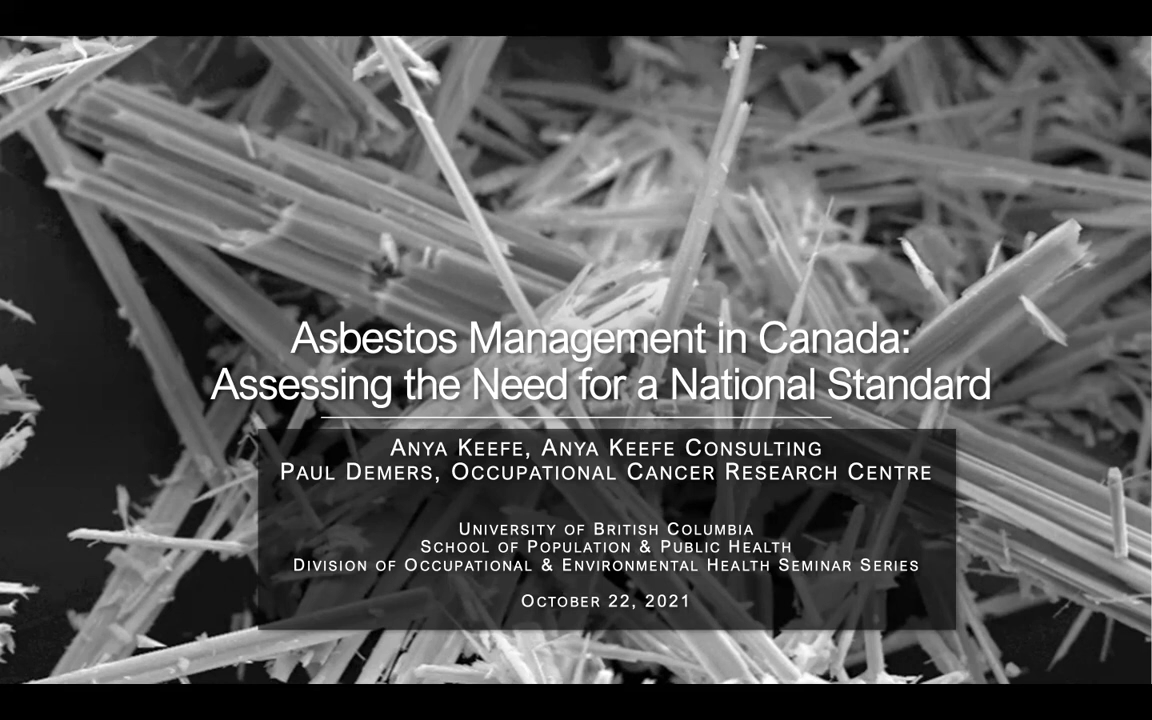 Asbestos Management in Canada:
Assessing the Need for a National Standard
Anya Keefe, Anya Keefe Consulting
Paul Demers, Occupational Cancer Research Centre
University of British Columbia
School of Population & Public Health
Division of Occupational & Environmental Health Seminar Series
October 22, 2021